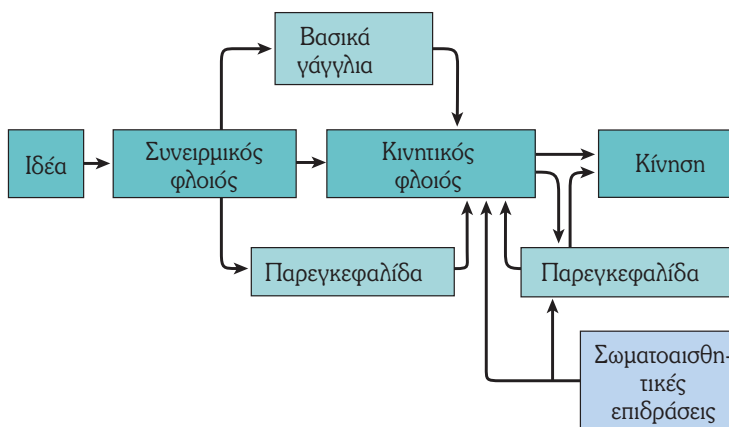 Βασικά
γάγγλια
Ιδέα
Συνειρμικός
φλοιός
Κινητικός
φλοιός
Κίνηση
Παρεγκεφαλίδα
Παρεγκεφαλίδα
Σωματοαισθη-
τικές
επιδράσεις